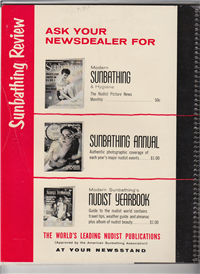 Sunbathing Review
ASK YOUR
NEWSDEALER FOR
Modern
SUNBATHING
& Hygiene
The Nudist Picture News
Monthly 50c
SUNBATHING ANNUAL
Authentic photographic coverage of
each year's major nudist events . . . $1.00
Modern Sunbathing's
NUDIST YEARBOOK
Guide to the nudist world contains
travel tips, weather guide and almanac
plus album of nudist beauty . . . $1.00
THE WORLD'S LEADING NUDIST PUBLICATIONS
(Approved by the American Sunbathing Association)
AT YOUR NEWSSTAND